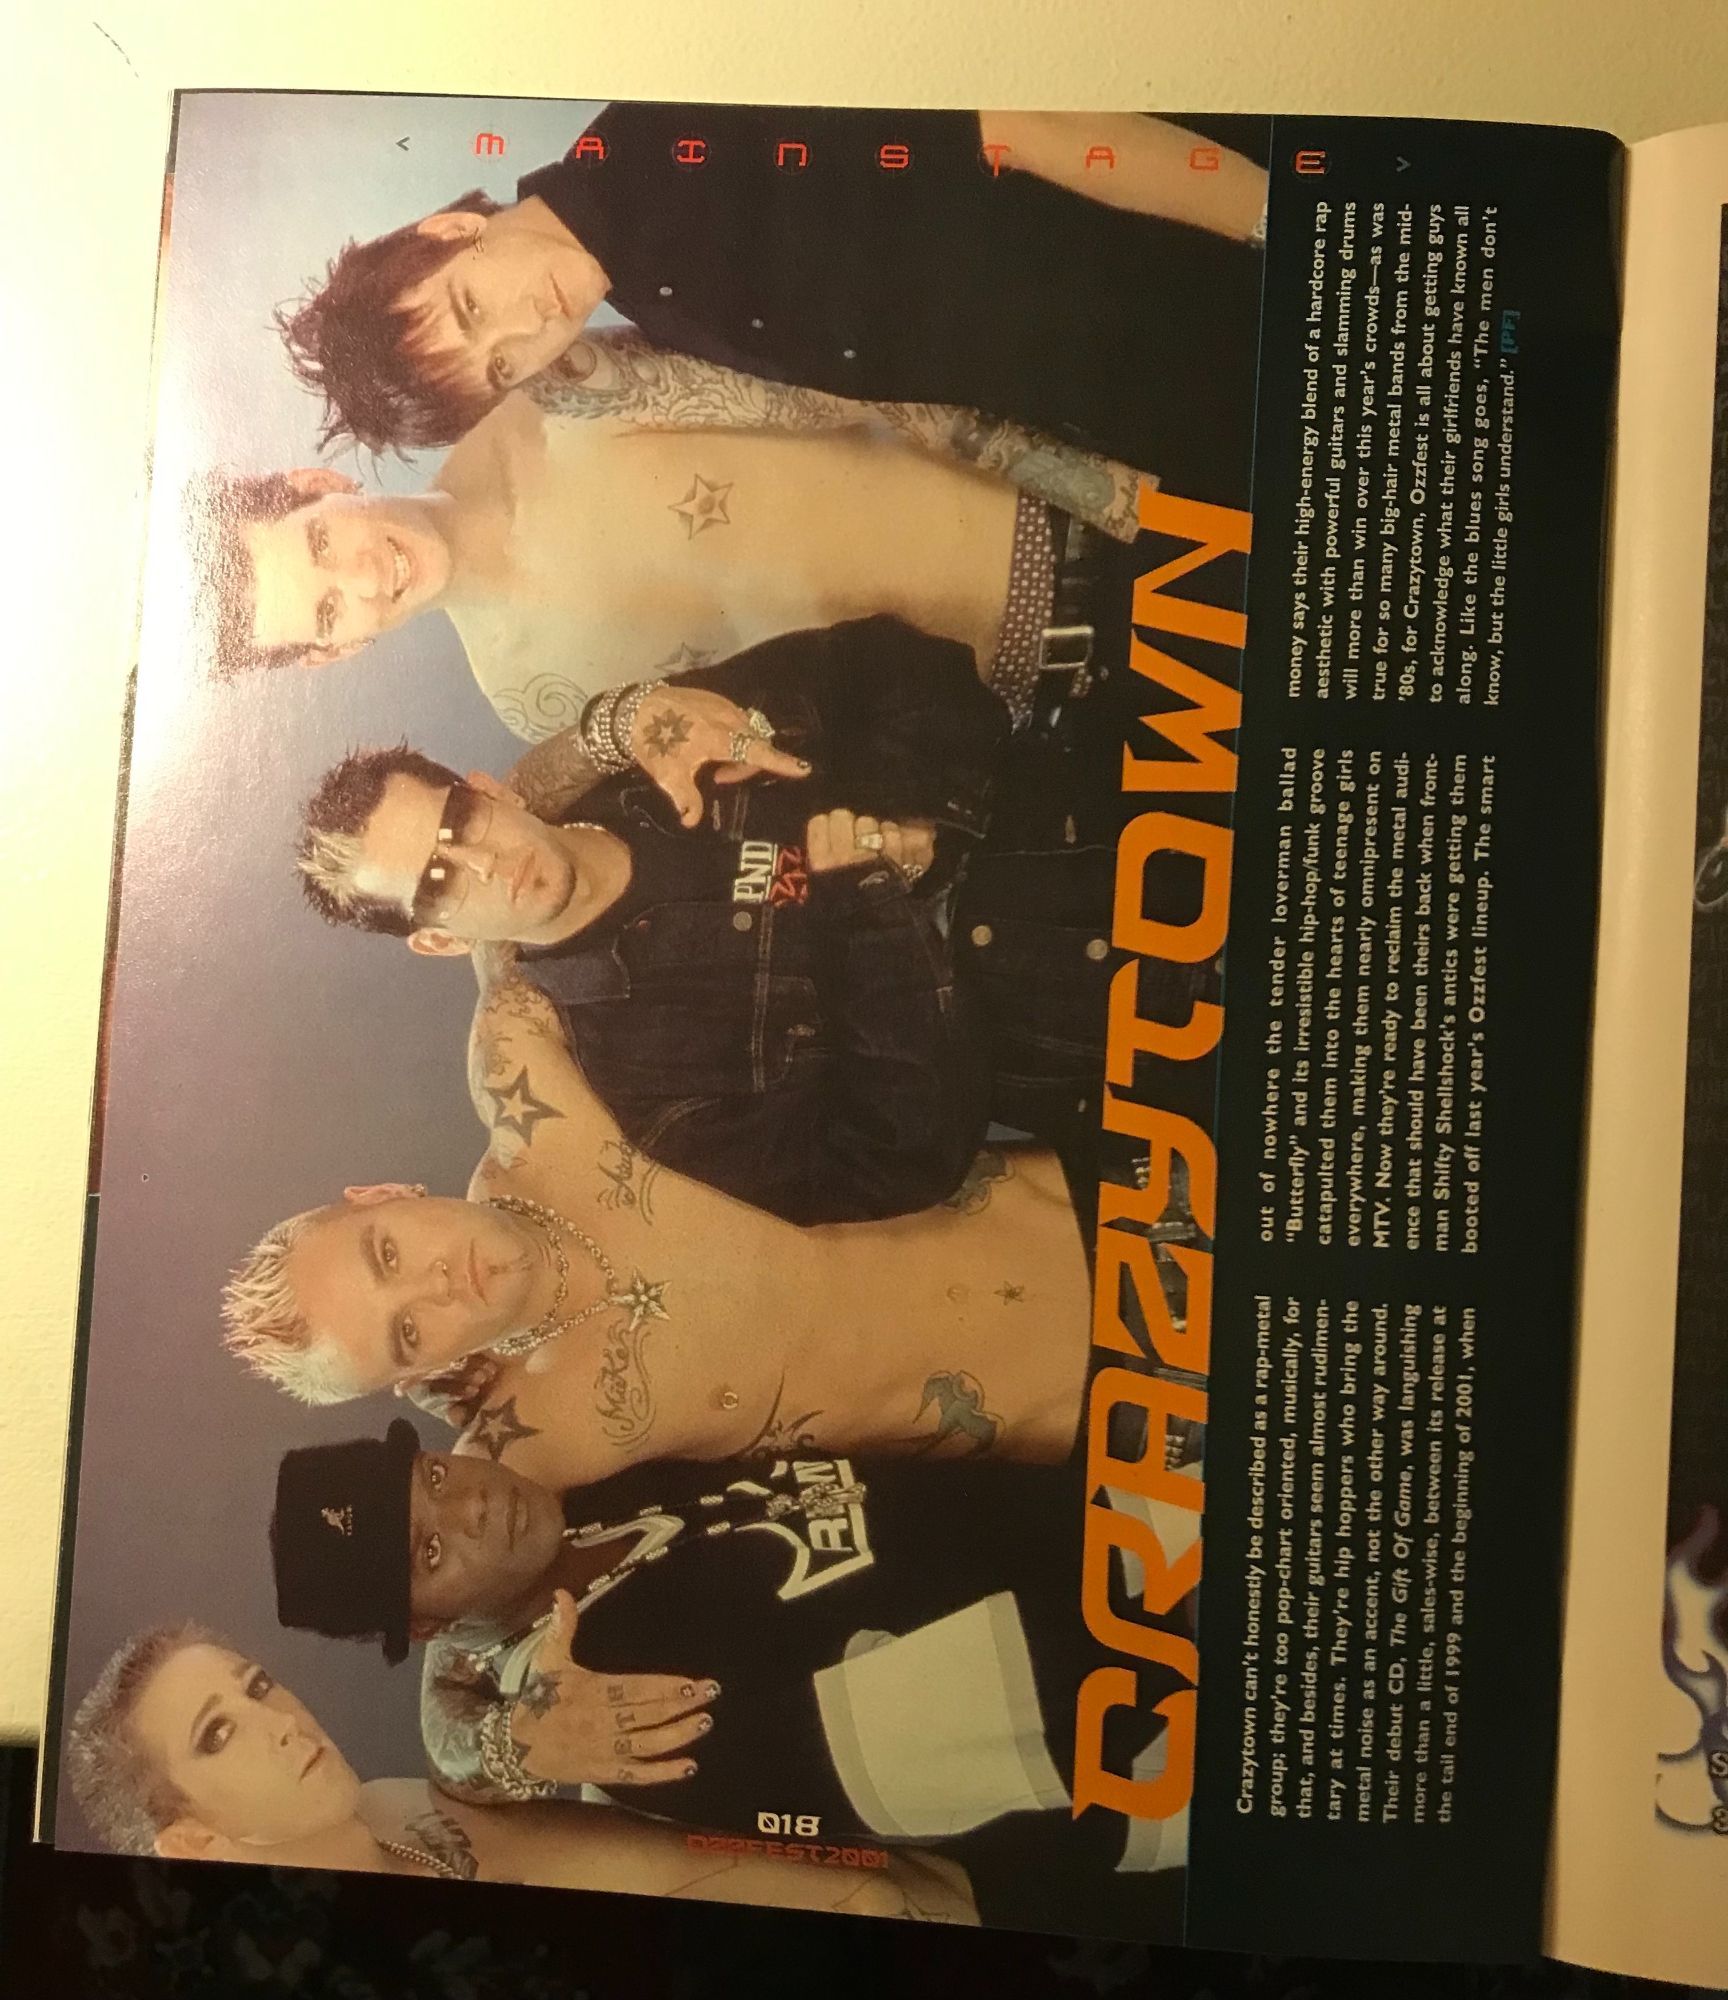 < MAINSTAGE >
PND
NATE
SETH
KANGOL
018
OZZFEST2001
CRAZYTOWN
Crazytown can't honestly be described as rap-metal
group; they're too pop-chart oriented, musically, for
that, and besides, their guitars seem almost rudimen-
tary at times. They're hip hoppers who bring the
metal noise as an accent, not the other way around.
Their debut CD, The Gift Of Game, was languishing
more than a little, sales-wise, between its release at
the tail end of 1999 and the beginning of 2001, when
out of nowhere the tender loverman ballad
"Butterfly" and its irresistible hip-hop/funk groove
catapulted them into the hearts of teenage girls
everywhere, making them nearly omnipresent on
MTV. Now they're ready to reclaim the metal audi-
ence that should have been theirs back when front-
man Shifty Shellshock's antics were getting them
booted off last year's Ozzfest lineup. The smart
money says their high-energy blend of a hardcore rap
aesthetic with powerful guitars and slamming drums
will more than win over this year's crowds—as was
true for so many big-hair metal bands from the mid-
'80s, for Crazytown, Ozzfest is all about getting guys
to acknowledge what their girlfriends have known all
along. Like the blues song goes, "The men don't
know, but the little girls understand." [PF]